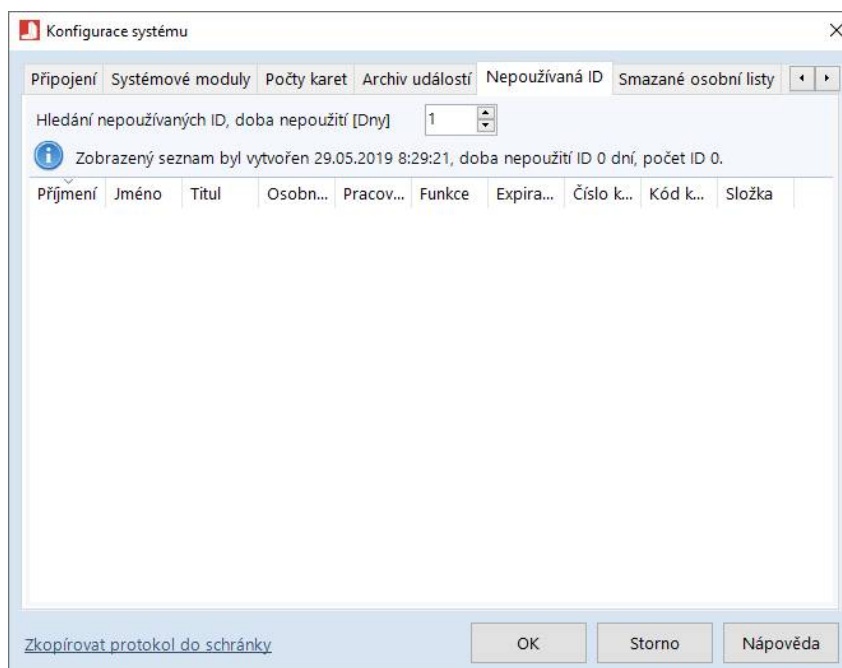 Konfigurace systému
Připojení Systémové moduly Počty karet Archiv událostí Nepoužívaná ID Smazané osobní listy
Hledání nepoužívaných ID, doba nepoužití [Dny] 1
Zobrazený seznam byl vytvořen 29.05.2019 8:29:21, doba nepoužití ID 0 dní, počet ID 0.
Příjmení Jméno Titul Osobn... Pracov... Funkce Expira... Číslo k... Kód k... Složka
Zkopírovat protokol do schránky OK Storno Nápověda